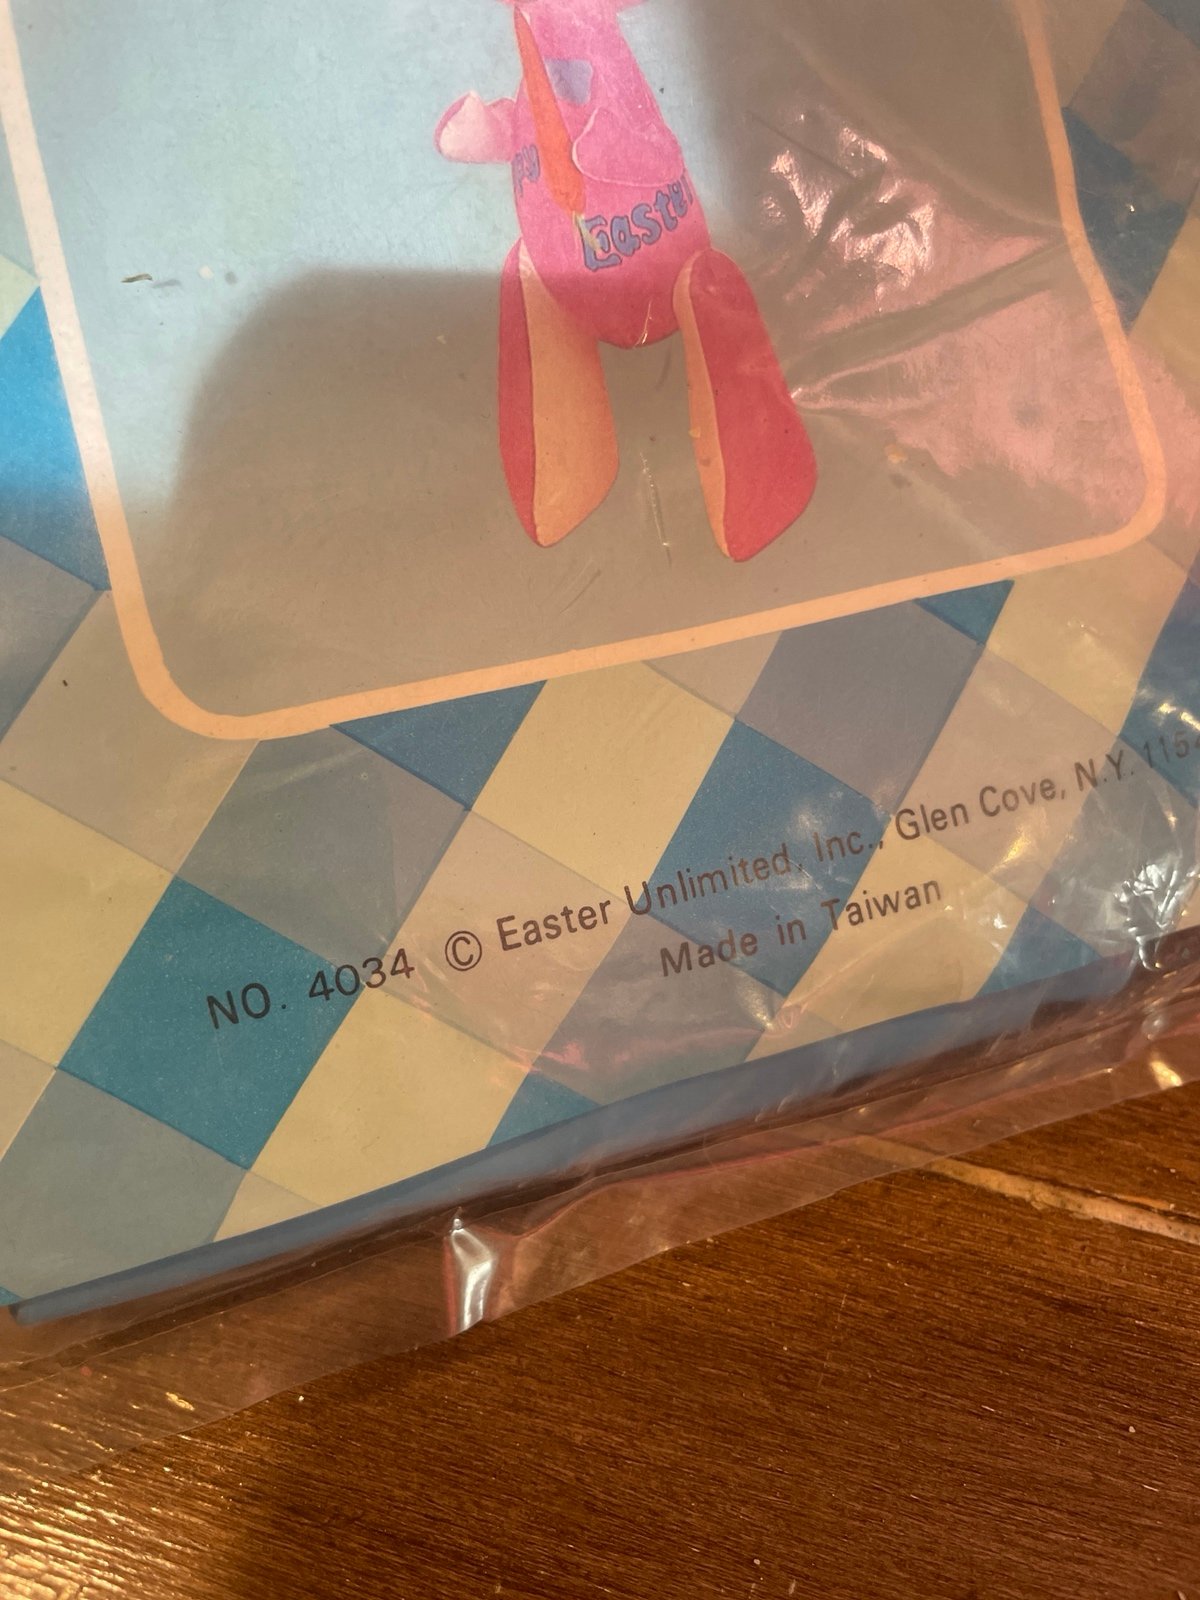 Easter
NO. 4034 © Easter Unlimited, Inc., Glen Cove, N.Y. 
Made in Taiwan